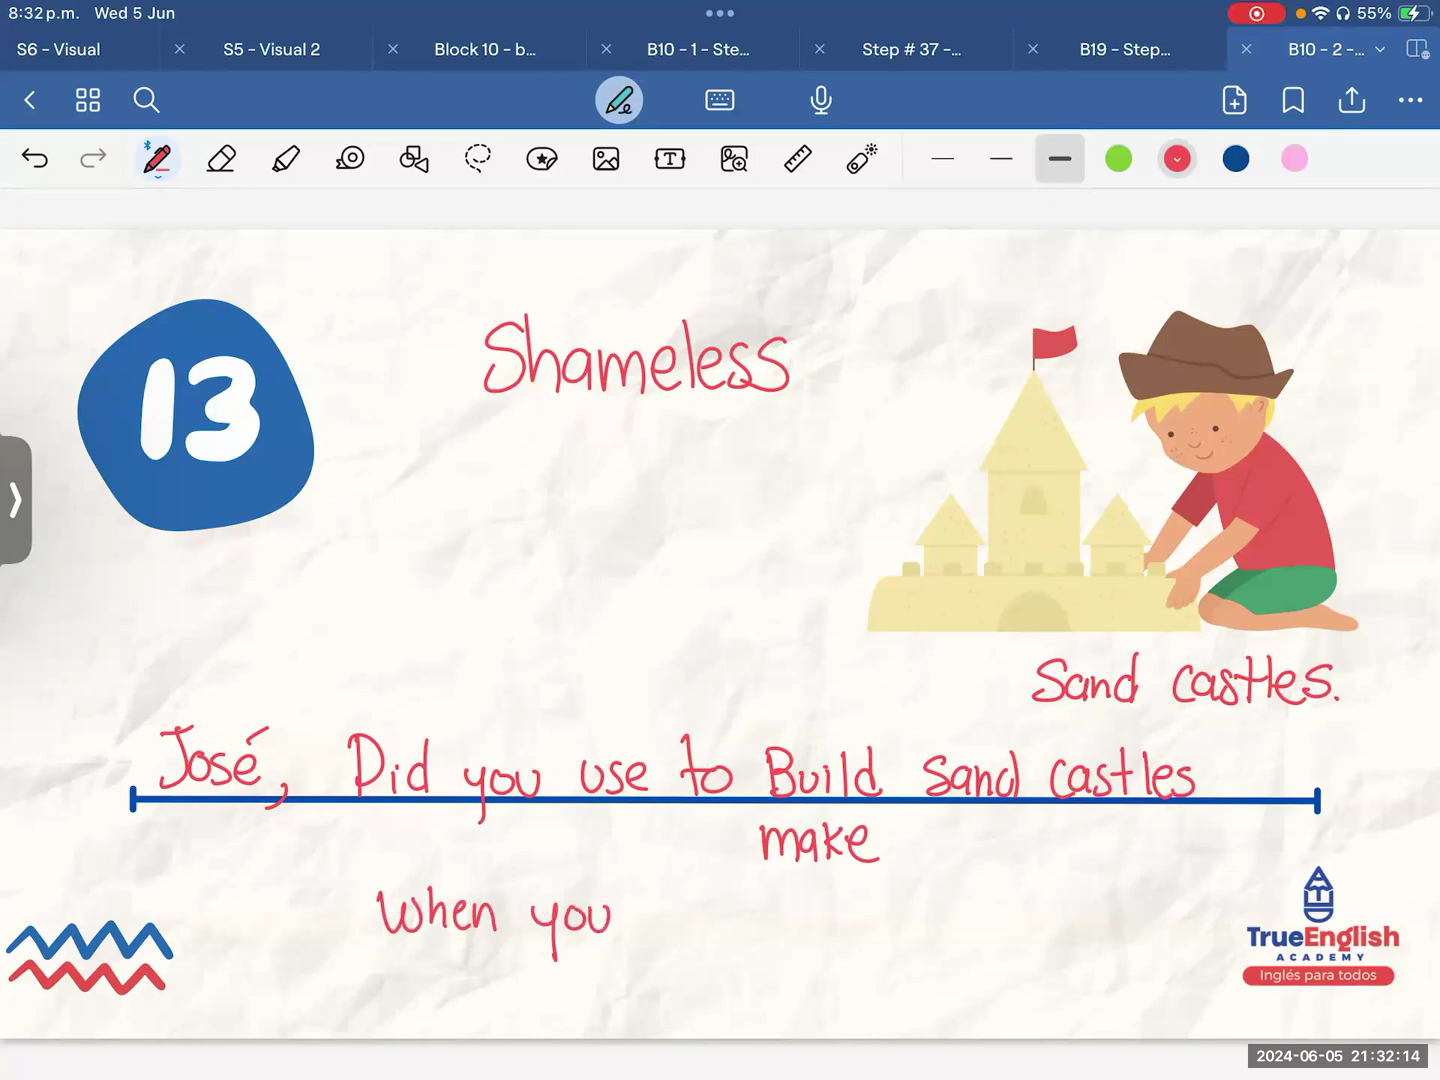 8:32 p.m. Wed 5 Jun
55%
S6 - Visual
S5 - Visual 2
Block 10 - b...
B10 - 1 - Ste...
Step # 37 -...
B19 - Step...
B10 - 2 -...
13
Shameless
Sand castles.
José, Did you use to Build sand castles
make
When you
TrueEnglish
ACADEMY
Inglés para todos
2024-06-05 21:32:14